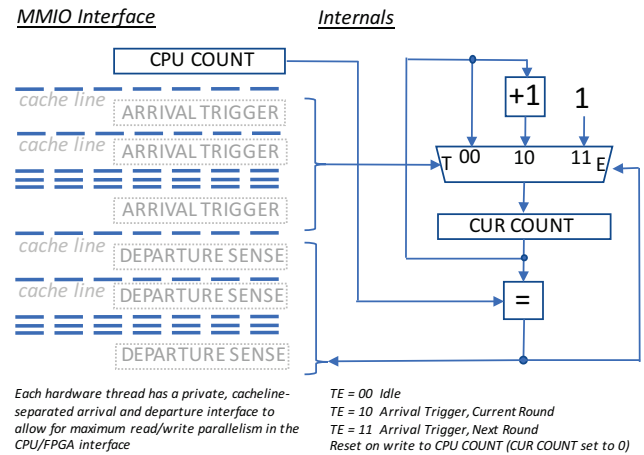 MMIO Interface
Internals
CPU COUNT
cache line
ARRIVAL TRIGGER
cache line
ARRIVAL TRIGGER
ARRIVAL TRIGGER
cache line
DEPARTURE SENSE
cache line
DEPARTURE SENSE
DEPARTURE SENSE
+1
1
T 00 10 11 E
CUR COUNT
=
Each hardware thread has a private, cacheline-
separated arrival and departure interface to
allow for maximum read/write parallelism in the
CPU/FPGA interface
TE = 00 Idle
TE = 10 Arrival Trigger, Current Round
TE = 11 Arrival Trigger, Next Round
Reset on write to CPU COUNT (CUR COUNT set to 0)